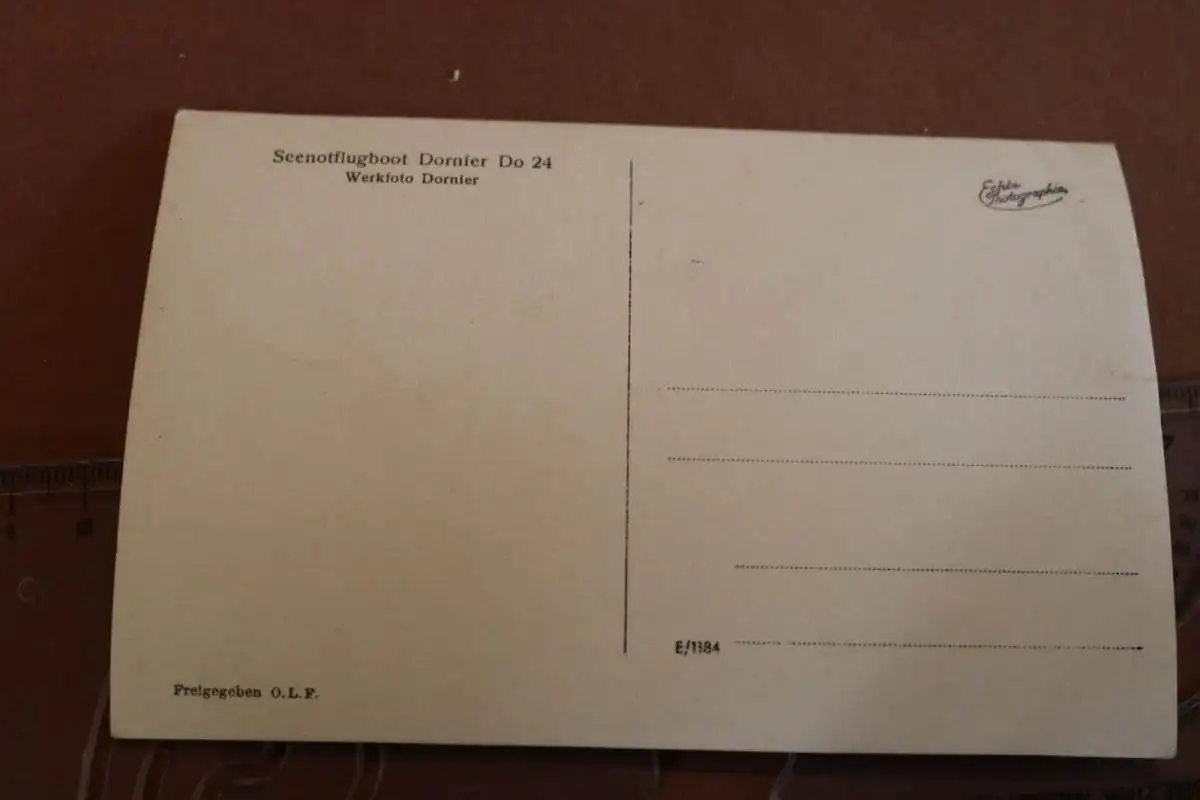 Seenotflugboot Dornier Do 24
Werkfoto Dornier
Echte
Photographie
E/1184
Freigegeben O.L.F.